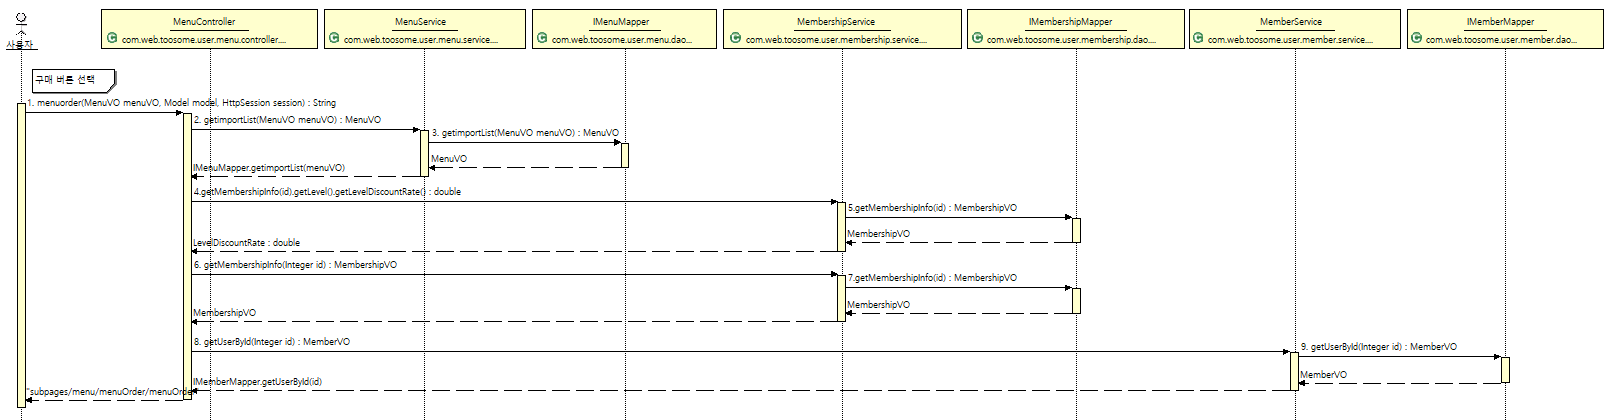 MenuController
com.web.toosome.user.menu.controller....
MenuService
com.web.toosome.user.menu.service....
IMenuMapper
com.web.toosome.user.menu.dao...
MembershipService
com.web.toosome.user.membership.service....
IMembershipMapper
com.web.toosome.user.membership.dao...
MemberService
com.web.toosome.user.member.service...
IMemberMapper
com.web.toosome.user.member.dao...
사용자
구매 버튼 선택
1. menuorder(MenuVO menuVO, Model model, HttpSession session) : String
2. getimportList(MenuVO menuVO) : MenuVO
3. getimportList(MenuVO menuVO) : MenuVO
MenuVO
IMenuMapper.getimportList(menuVO)
4.getMembershipInfo(id).getLevel().getLevelDiscountRate() : double
5.getMembershipInfo(id) : MembershipVO
MembershipVO
LevelDiscountRate : double
6. getMembershipInfo(Integer id) : MembershipVO
7.getMembershipInfo(id) : MembershipVO
MembershipVO
MembershipVO
8. getUserById(Integer id) : MemberVO
9. getUserById(Integer id) : MemberVO
MemberVO
IMemberMapper.getUserById(id)
"subpages/menu/menuOrder/menuOrder